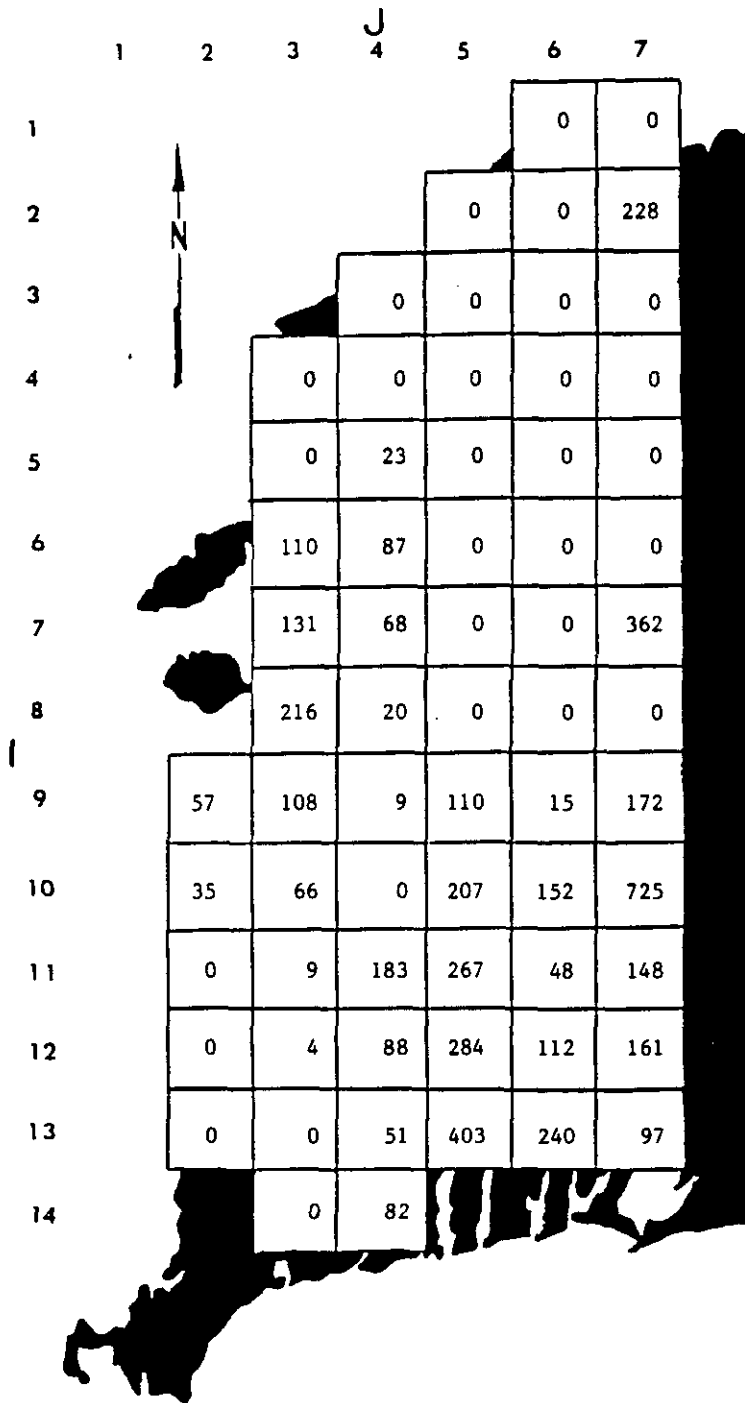 J
1 2 3 4 5 6 7
1 0 0
2 0 0 228
N
3 0 0 0 0
4 0 0 0 0 0
5 0 23 0 0 0
6 110 87 0 0 0
7 131 68 0 0 362
8 216 20 0 0 0
I
9 57 108 9 110 15 172
10 35 66 0 207 152 725
11 0 9 183 267 48 148
12 0 4 88 284 112 161
13 0 0 51 403 240 97
14 0 82